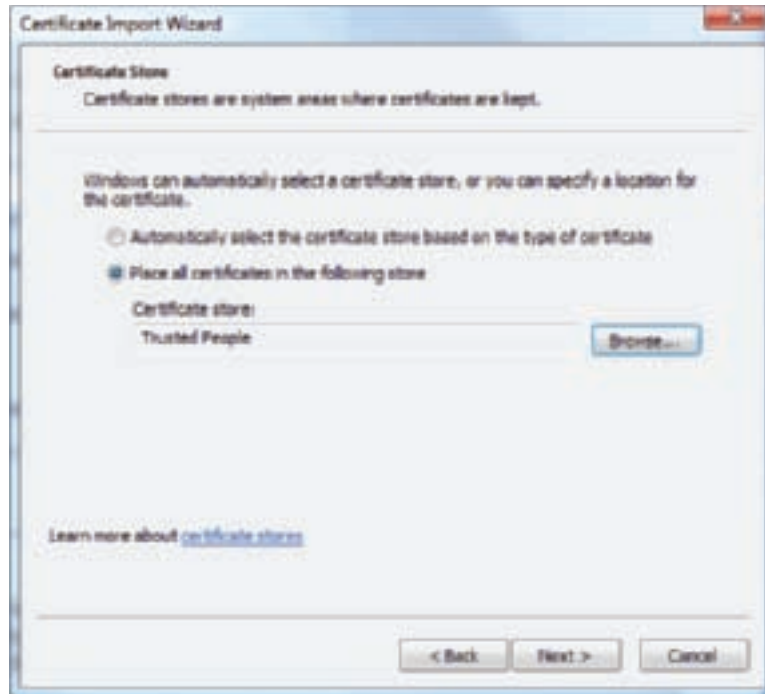 Certificate Import Wizard
Certificate Store
Certificate stores are system areas where certificates are kept.
Windows can automatically select a certificate store, or you can specify a location for
the certificate.
Automatically select the certificate store based on the type of certificate
Place all certificates in the following store
Certificate store:
Trusted People
Browse...
Learn more about certificate stores
< Back
Next >
Cancel